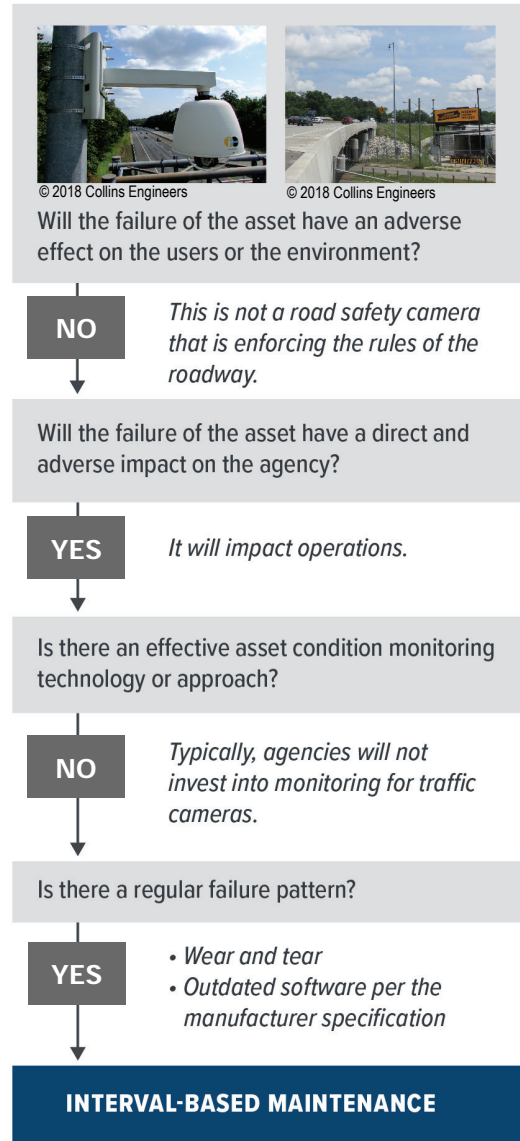 © 2018 Collins Engineers
© 2018 Collins Engineers
Will the failure of the asset have an adverse
effect on the users or the environment?
NO
This is not a road safety camera
that is enforcing the rules of the
roadway.
Will the failure of the asset have a direct and
adverse impact on the agency?
YES
It will impact operations.
Is there an effective asset condition monitoring
technology or approach?
NO
Typically, agencies will not
invest into monitoring for traffic
cameras.
Is there a regular failure pattern?
YES
• Wear and tear
• Outdated software per the
manufacturer specification
INTERVAL-BASED MAINTENANCE